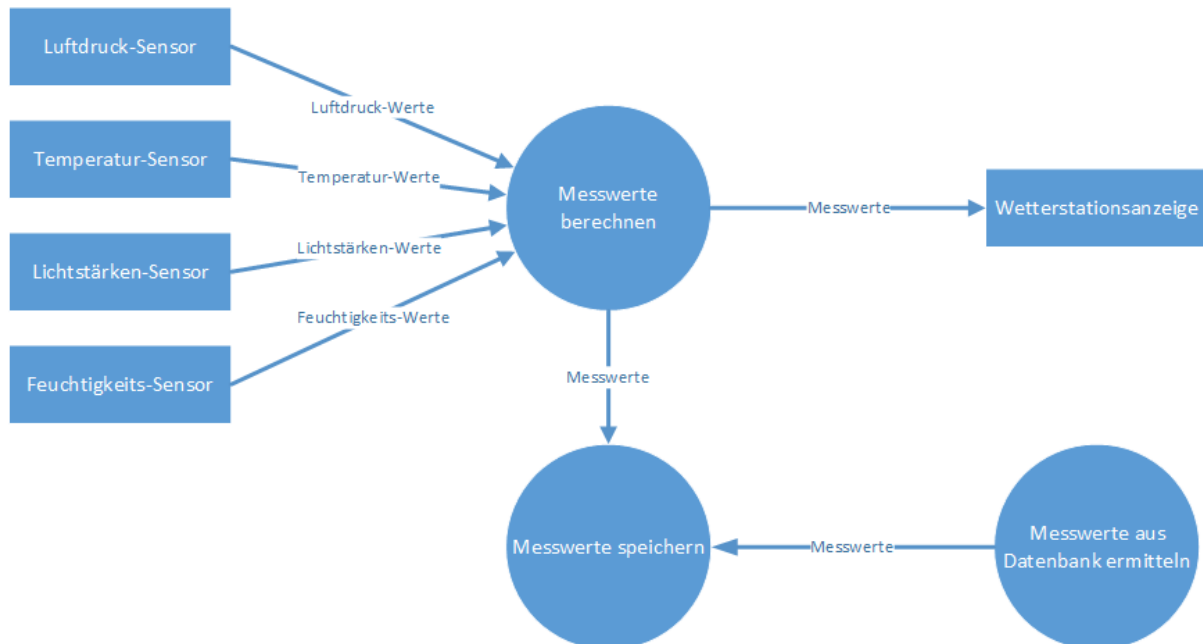 Luftdruck-Sensor
Luftdruck-Werte
Temperatur-Sensor
Temperatur-Werte
Lichtstärken-Sensor
Lichtstärken-Werte
Feuchtigkeits-Sensor
Feuchtigkeits-Werte
Messwerte
berechnen
Messwerte
Wetterstationsanzeige
Messwerte
Messwerte speichern
Messwerte
Messwerte aus
Datenbank ermitteln